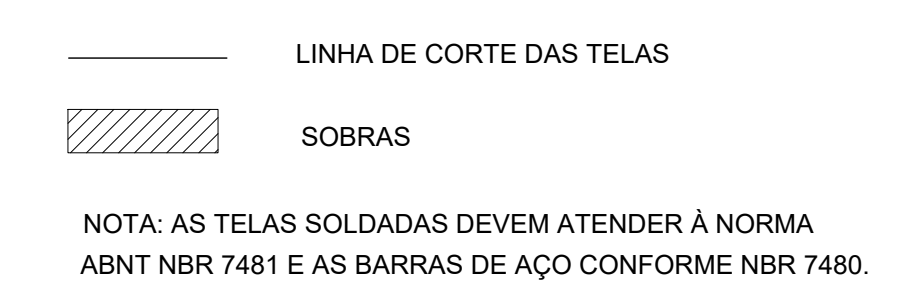 LINHA DE CORTE DAS TELAS
SOBRAS
NOTA: AS TELAS SOLDADAS DEVEM ATENDER À NORMA
ABNT NBR 7481 E AS BARRAS DE AÇO CONFORME NBR 7480.